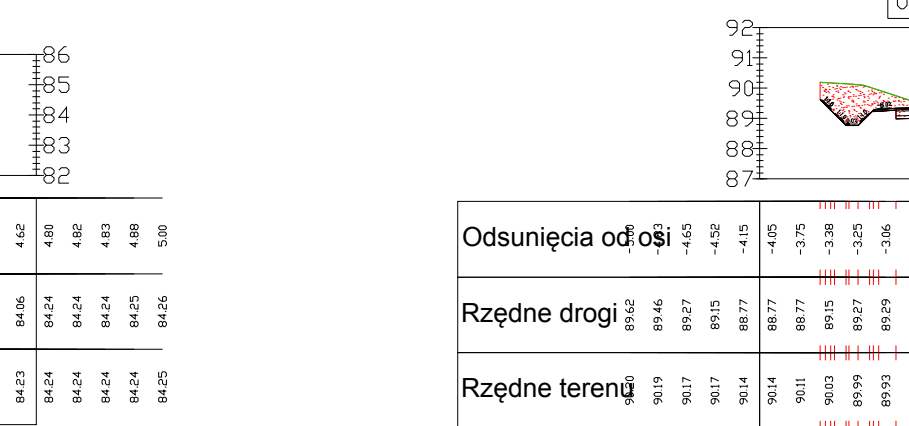 86
85
84
83
82
4.62 4.80 4.82 4.83 4.88 5.00
84.06 84.24 84.24 84.24 84.25 84.26
84.23 84.24 84.24 84.24 84.24 84.25
92
91
90
89
88
87
Odsunięcia od osi -4.65 -4.52 -4.15 -4.05 -3.75 -3.38 -3.25 -3.06
Rzędne drogi 89.62 89.46 89.27 89.15 88.77 88.77 88.77 89.15 89.27 89.29
Rzędne terenu 90.20 90.19 90.17 90.17 90.14 90.14 90.11 90.03 89.99 89.93